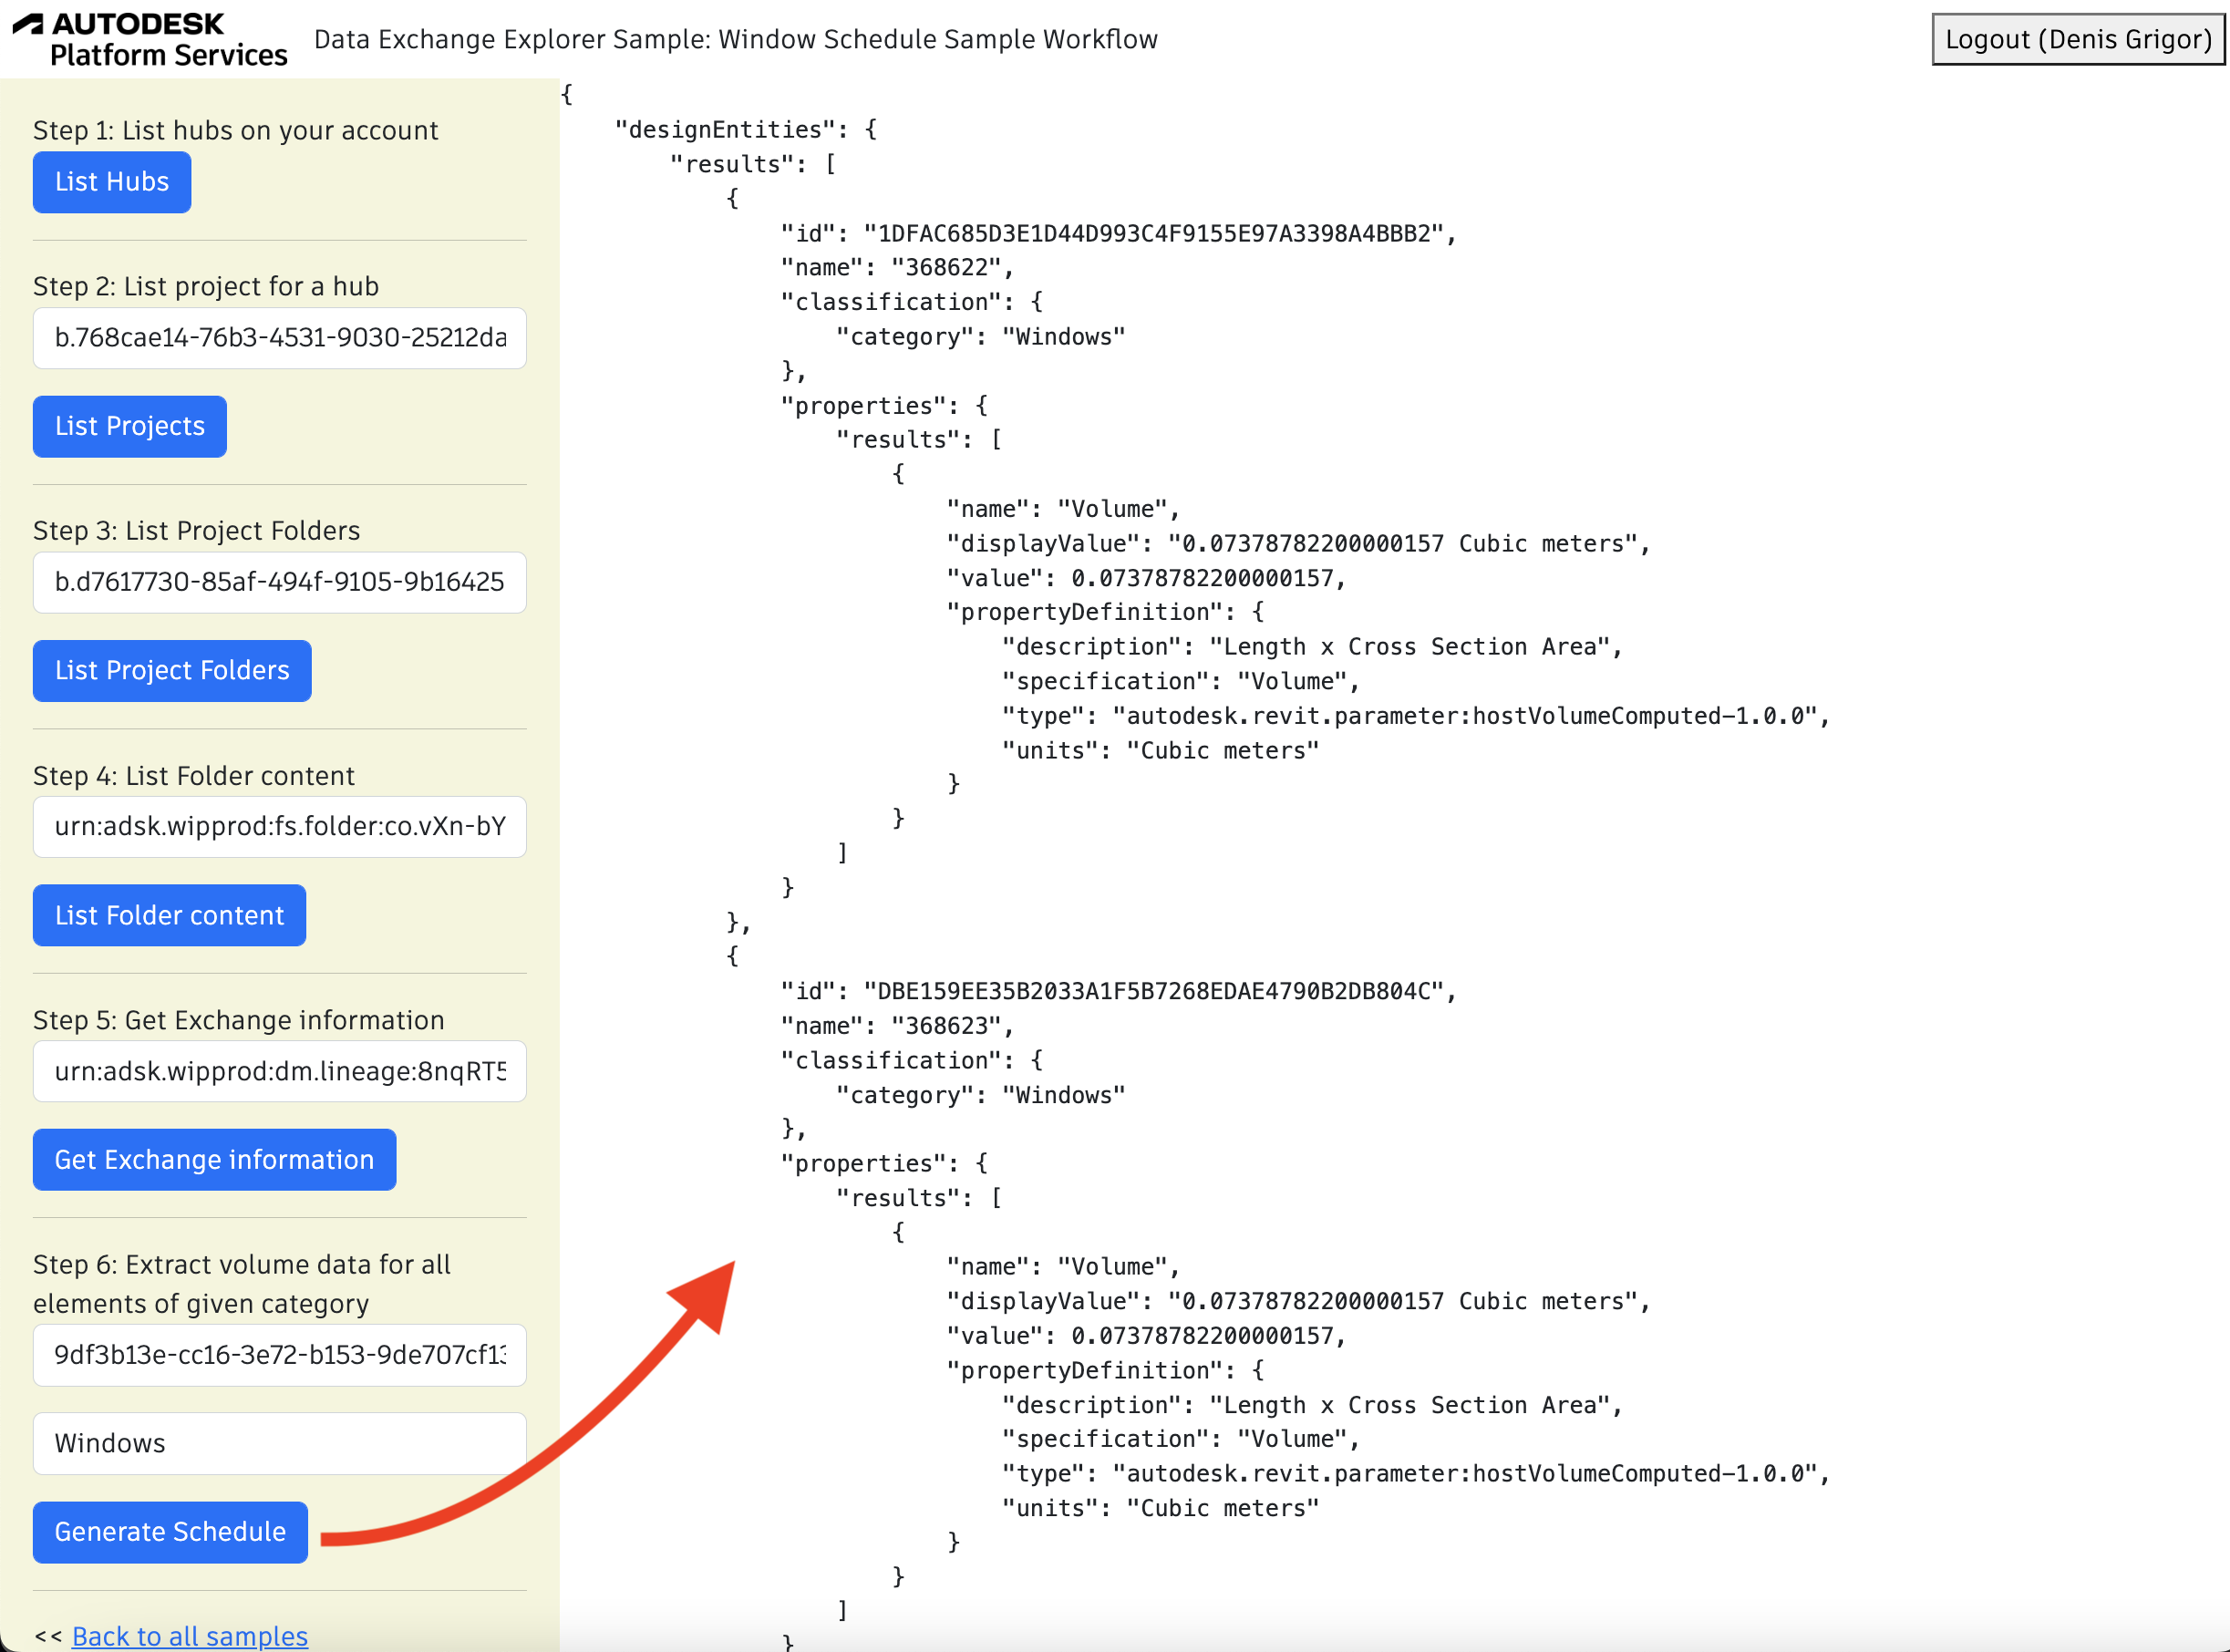 AUTODESK
Platform Services
Data Exchange Explorer Sample: Window Schedule Sample Workflow
Logout (Denis Grigor)
Step 1: List hubs on your account
List Hubs
Step 2: List project for a hub
b.768cae14-76b3-4531-9030-25212da
List Projects
Step 3: List Project Folders
b.d7617730-85af-494f-9105-9b16425
List Project Folders
Step 4: List Folder content
urn:adsk.wipprod:fs.folder:co.vXn-bY
List Folder content
Step 5: Get Exchange information
urn:adsk.wipprod:dm.lineage:8nqRT5
Get Exchange information
Step 6: Extract volume data for all
elements of given category
9df3b13e-cc16-3e72-b153-9de707cf13
Windows
Generate Schedule
<< Back to all samples
{
    "designEntities": {
        "results": [
            {
                "id": "1DFAC685D3E1D44D993C4F9155E97A3398A4BBB2",
                "name": "368622",
                "classification": {
                    "category": "Windows"
                },
                "properties": {
                    "results": [
                        {
                            "name": "Volume",
                            "displayValue": "0.07378782200000157 Cubic meters",
                            "value": 0.07378782200000157,
                            "propertyDefinition": {
                                "description": "Length x Cross Section Area",
                                "specification": "Volume",
                                "type": "autodesk.revit.parameter:hostVolumeComputed-1.0.0",
                                "units": "Cubic meters"
                            }
                        }
                    ]
                }
            },
            {
                "id": "DBE159EE35B2033A1F5B7268EDAE4790B2DB804C",
                "name": "368623",
                "classification": {
                    "category": "Windows"
                },
                "properties": {
                    "results": [
                        {
                            "name": "Volume",
                            "displayValue": "0.07378782200000157 Cubic meters",
                            "value": 0.07378782200000157,
                            "propertyDefinition": {
                                "description": "Length x Cross Section Area",
                                "specification": "Volume",
                                "type": "autodesk.revit.parameter:hostVolumeComputed-1.0.0",
                                "units": "Cubic meters"
                            }
                        }
                    ]
                }